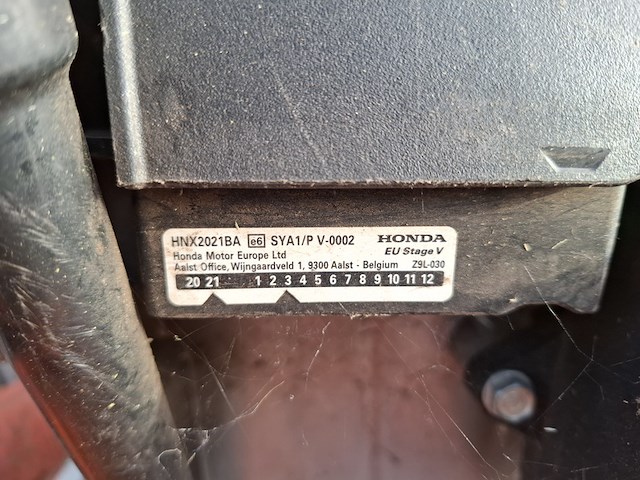 HNX2021BA e6 SYA1/P V-0002 HONDA
Honda Motor Europe Ltd EU Stage V
Aalst Office, Wijngaardveld 1, 9300 Aalst - Belgium Z9L-030
20 21 1 2 3 4 5 6 7 8 9 10 11 12